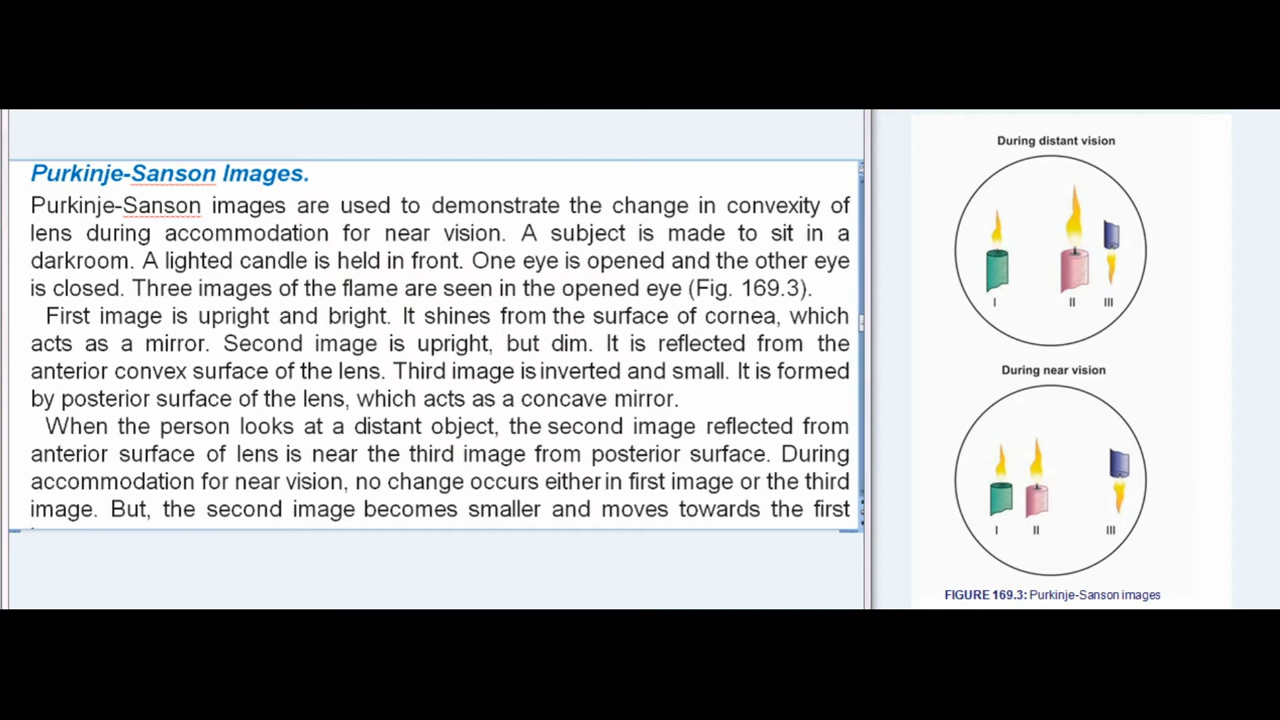 Purkinje-Sanson Images.
Purkinje-Sanson images are used to demonstrate the change in convexity of
lens during accommodation for near vision. A subject is made to sit in a
darkroom. A lighted candle is held in front. One eye is opened and the other eye
is closed. Three images of the flame are seen in the opened eye (Fig. 169.3).
First image is upright and bright. It shines from the surface of cornea, which
acts as a mirror. Second image is upright, but dim. It is reflected from the
anterior convex surface of the lens. Third image is inverted and small. It is formed
by posterior surface of the lens, which acts as a concave mirror.
When the person looks at a distant object, the second image reflected from
anterior surface of lens is near the third image from posterior surface. During
accommodation for near vision, no change occurs either in first image or the third
image. But, the second image becomes smaller and moves towards the first
During distant vision
I II III
During near vision
I II III
FIGURE 169.3: Purkinje-Sanson images